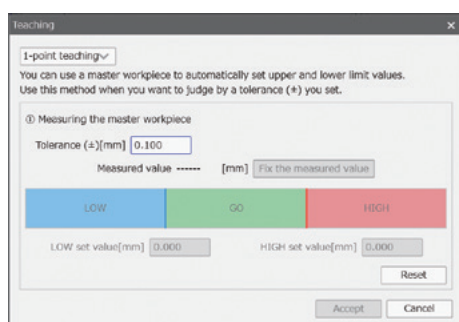 Teaching ×
1-point teaching
You can use a master workpiece to automatically set upper and lower limit values.
Use this method when you want to judge by a tolerance (±) you set.
① Measuring the master workpiece
Tolerance (±)[mm] 0.100
Measured value ------ [mm] Fix the measured value
LOW GO HIGH
LOW set value[mm] 0.000 HIGH set value[mm] 0.000
Reset
Accept Cancel